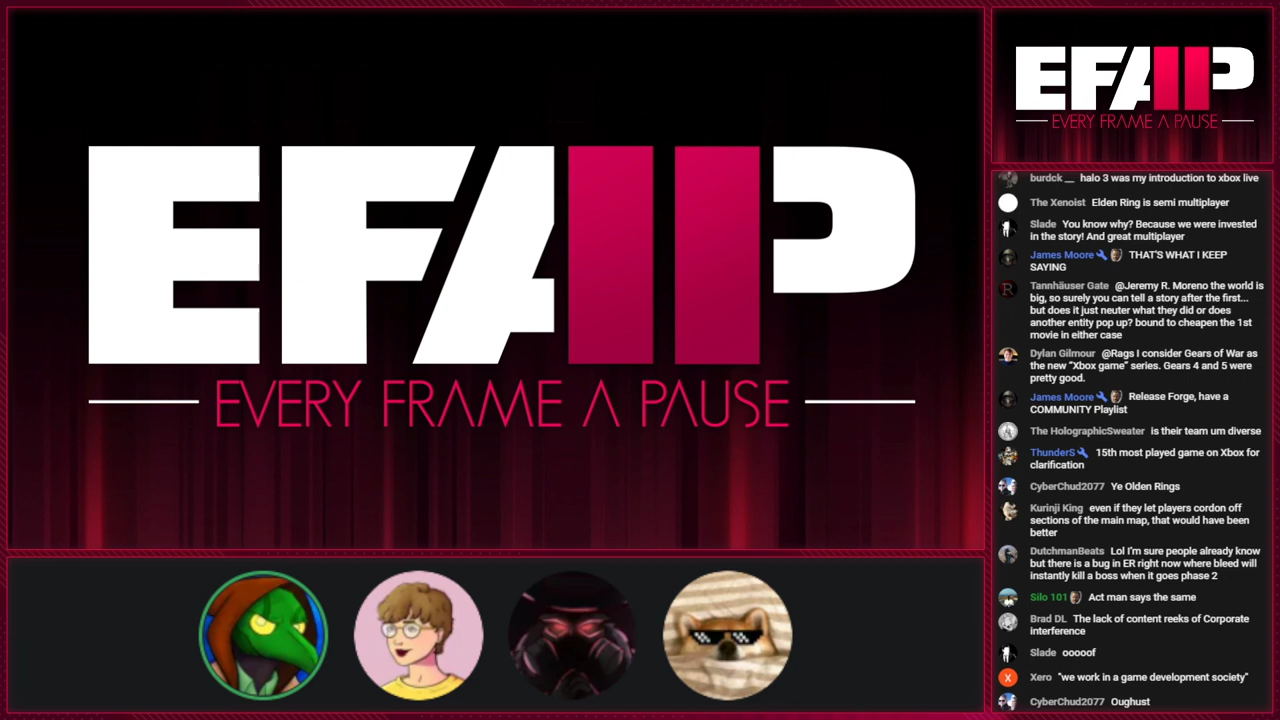 EFAP
EVERY FRAME A PAUSE
EFAP
EVERY FRAME A PAUSE
burdck __ halo 3 was my introduction to xbox live
The Xenoist Elden Ring is semi multiplayer
Slade You know why? Because we were invested
in the story! And great multiplayer
James Moore THAT'S WHAT I KEEP
SAYING
Tannhäuser Gate @Jeremy R. Moreno the world is
big, so surely you can tell a story after the first...
but does it just neuter what they did or does
another entity pop up? bound to cheapen the 1st
movie in either case
Dylan Gilmour @Rags I consider Gears of War as
the new “Xbox game” series. Gears 4 and 5 were
pretty good.
James Moore Release Forge, have a
COMMUNITY Playlist
The HolographicSweater is their team um diverse
ThunderS 15th most played game on Xbox for
clarification
CyberChud2077 Ye Olden Rings
Kurinji King even if they let players cordon off
sections of the main map, that would have been
better
DutchmanBeats Lol I'm sure people already know
but there is a bug in ER right now where bleed will
instantly kill a boss when it goes phase 2
Silo 101 Act man says the same
Brad DL The lack of content reeks of Corporate
interference
Slade ooooof
X
Xero "we work in a game development society"
CyberChud2077 Oughust